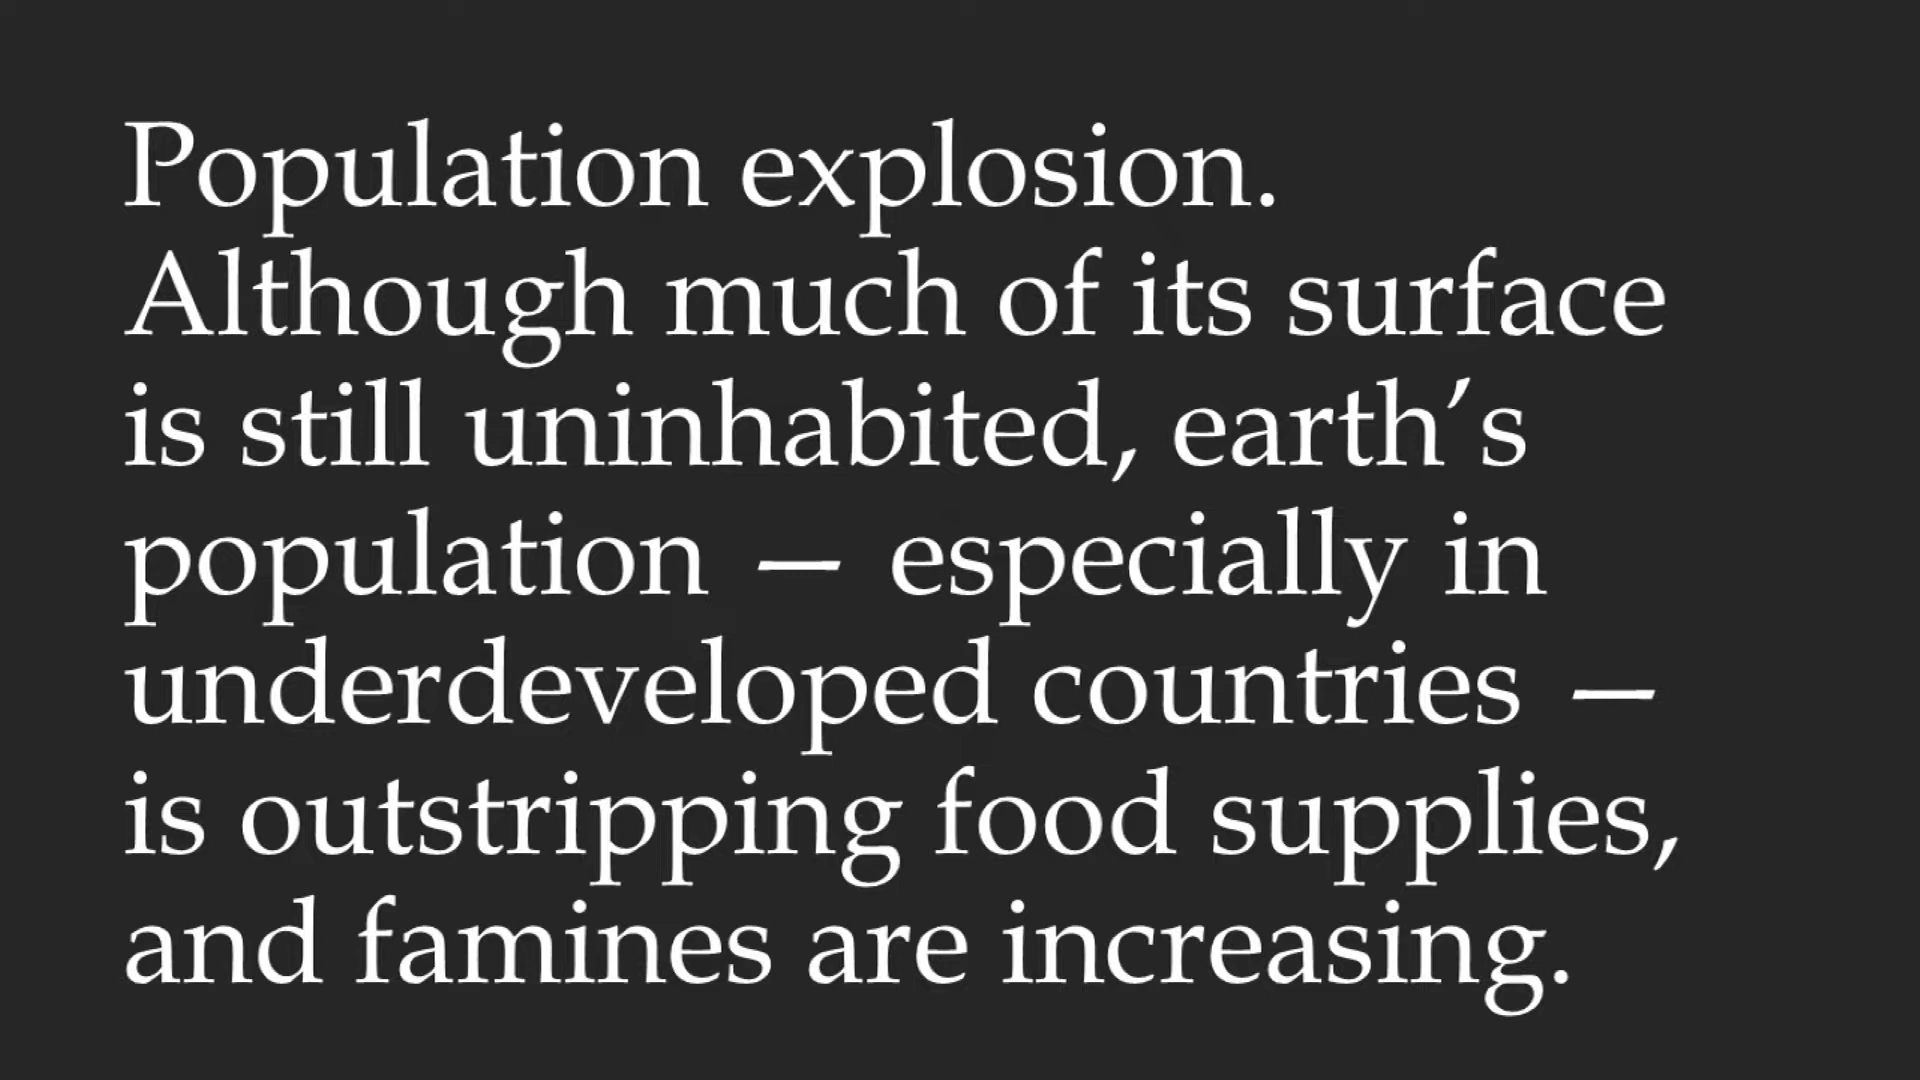 Population explosion.
Although much of its surface
is still uninhabited, earth’s
population — especially in
underdeveloped countries —
is outstripping food supplies,
and famines are increasing.